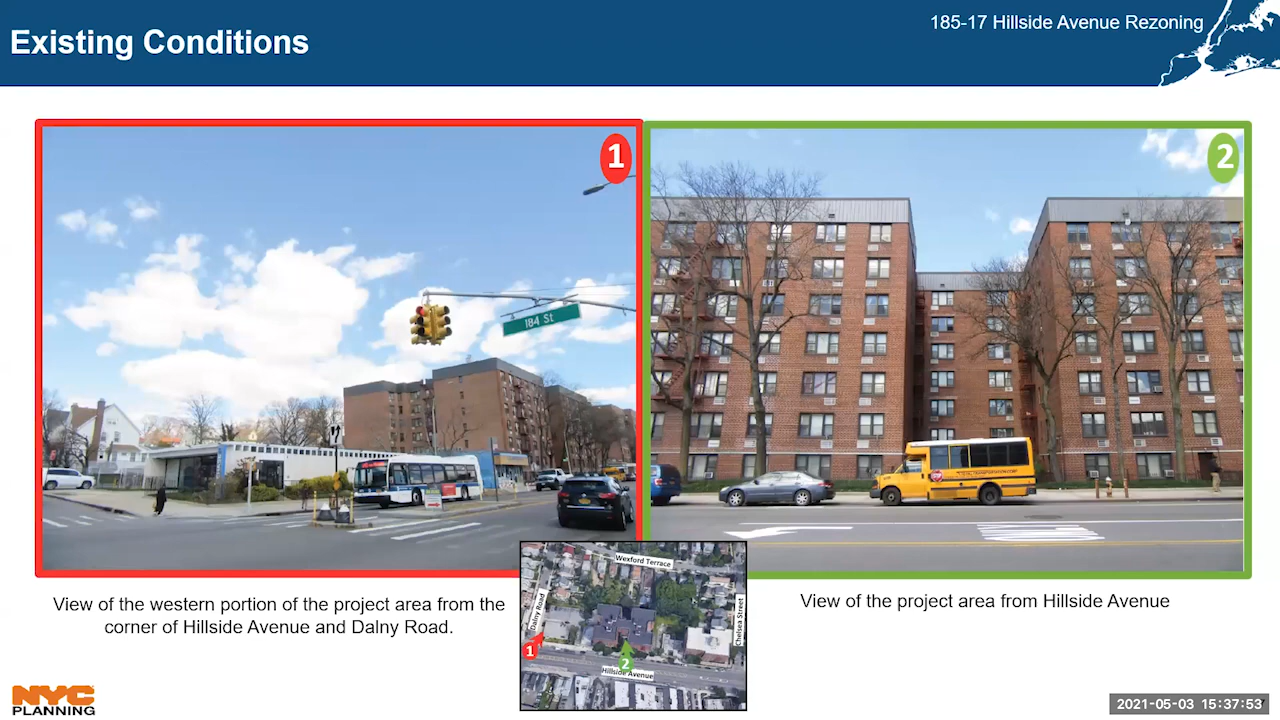 185-17 Hillside Avenue Rezoning
Existing Conditions
1
2
184 St
View of the western portion of the project area from the
corner of Hillside Avenue and Dalny Road.
View of the project area from Hillside Avenue
Wexford Terrace
Dalny Road
Chelsea Street
1
2
Hillside Avenue
NYC
PLANNING
2021-05-03 15:37:53